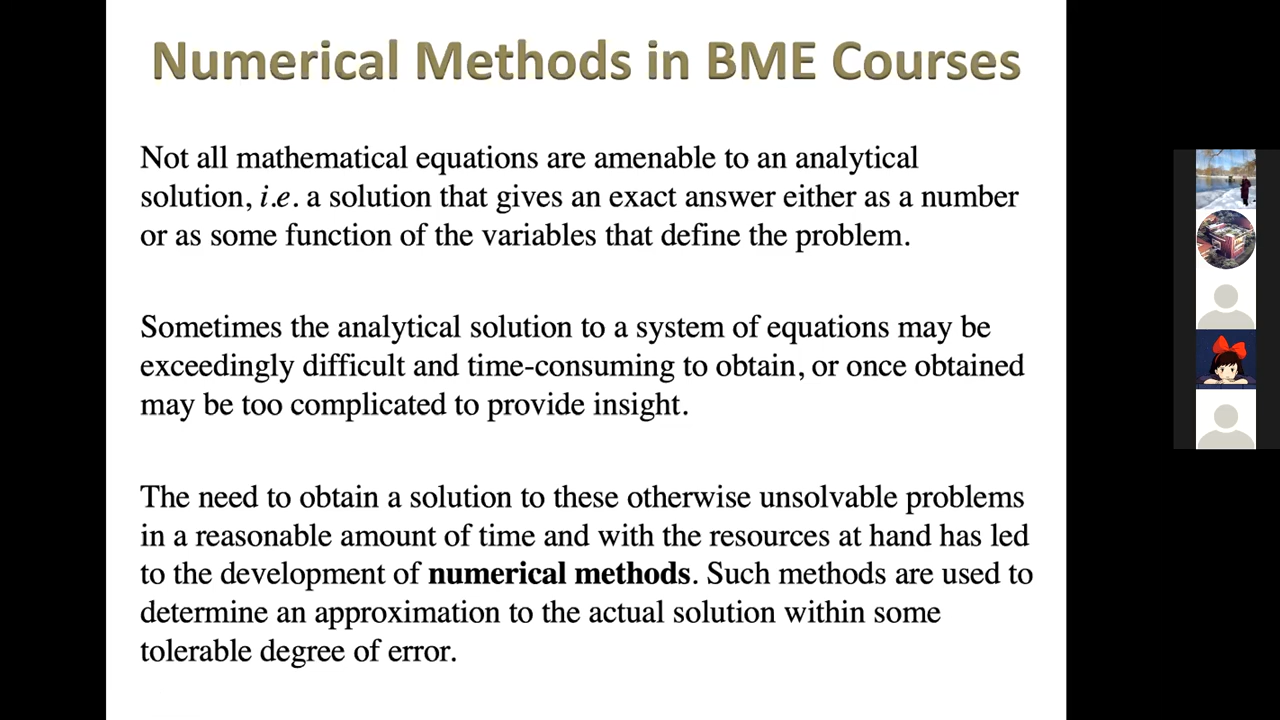 Numerical Methods in BME Courses
Not all mathematical equations are amenable to an analytical
solution, i.e. a solution that gives an exact answer either as a number
or as some function of the variables that define the problem.
Sometimes the analytical solution to a system of equations may be
exceedingly difficult and time-consuming to obtain, or once obtained
may be too complicated to provide insight.
The need to obtain a solution to these otherwise unsolvable problems
in a reasonable amount of time and with the resources at hand has led
to the development of numerical methods. Such methods are used to
determine an approximation to the actual solution within some
tolerable degree of error.